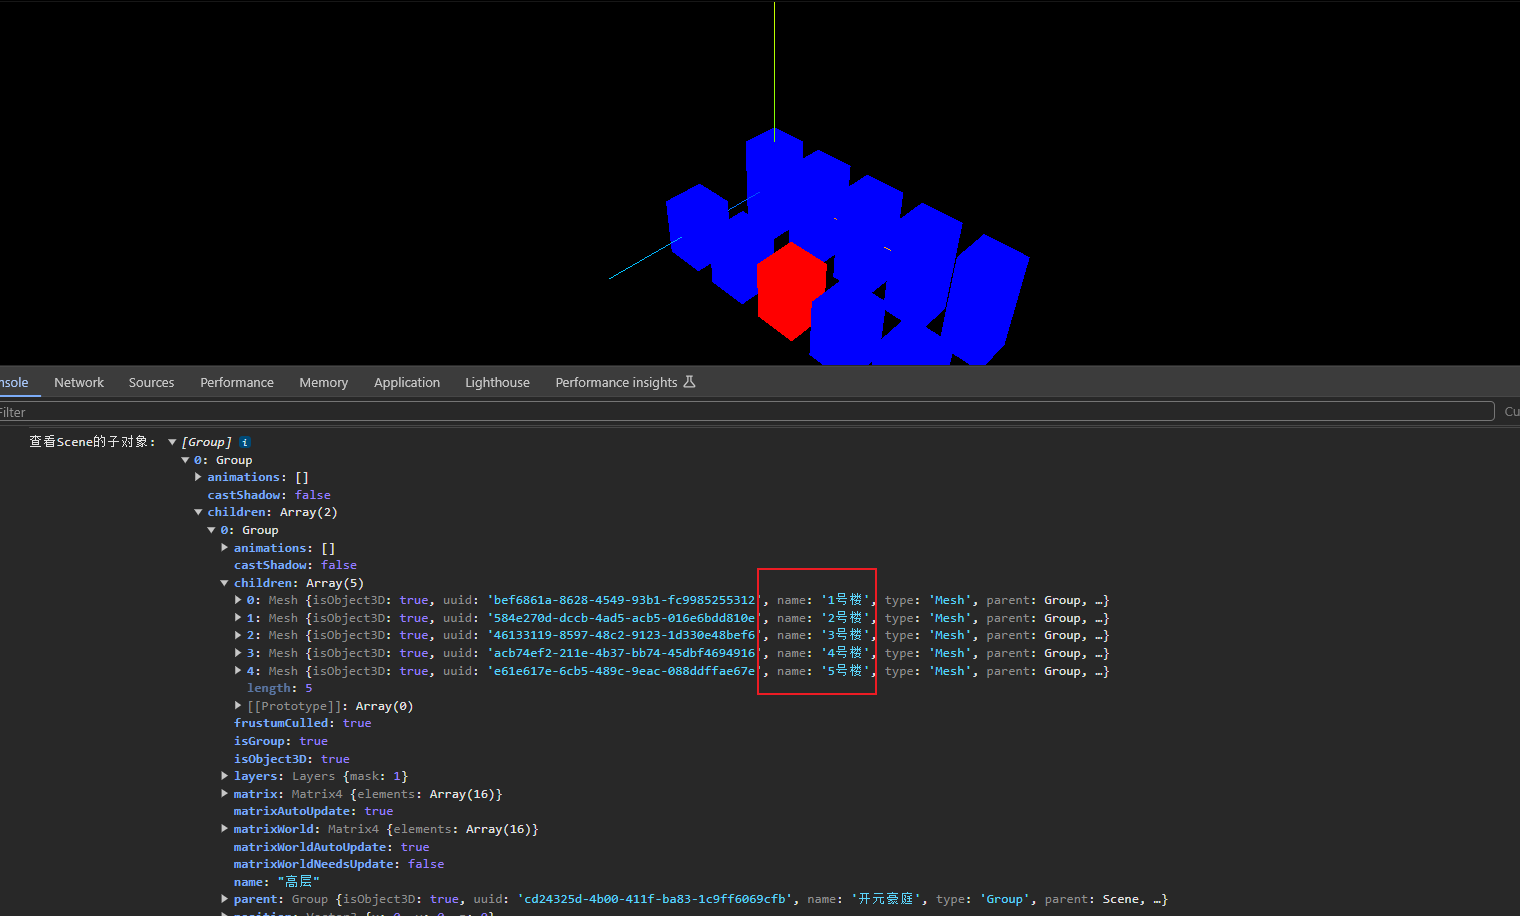 nsole Network Sources Performance Memory Application Lighthouse Performance insights
Filter Cu
查看Scene的子对象: ▼ [Group] i
▼ 0: Group
▶ animations: []
castShadow: false
▼ children: Array(2)
▼ 0: Group
▶ animations: []
castShadow: false
▼ children: Array(5)
▶ 0: Mesh {isObject3D: true, uuid: 'bef6861a-8628-4549-93b1-fc9985255312', name: '1号楼', type: 'Mesh', parent: Group, …}
▶ 1: Mesh {isObject3D: true, uuid: '584e270d-dccb-4ad5-acb5-016e6bdd810e', name: '2号楼', type: 'Mesh', parent: Group, …}
▶ 2: Mesh {isObject3D: true, uuid: '46133119-8597-48c2-9123-1d330e48bef6', name: '3号楼', type: 'Mesh', parent: Group, …}
▶ 3: Mesh {isObject3D: true, uuid: 'acb74ef2-211e-4b37-bb74-45dbf4694916', name: '4号楼', type: 'Mesh', parent: Group, …}
▶ 4: Mesh {isObject3D: true, uuid: 'e61e617e-6cb5-489c-9eac-088ddffae67e', name: '5号楼', type: 'Mesh', parent: Group, …}
length: 5
▶ [[Prototype]]: Array(0)
frustumCulled: true
isGroup: true
isObject3D: true
▶ layers: Layers {mask: 1}
▶ matrix: Matrix4 {elements: Array(16)}
matrixAutoUpdate: true
▶ matrixWorld: Matrix4 {elements: Array(16)}
matrixWorldAutoUpdate: true
matrixWorldNeedsUpdate: false
name: "高层"
▶ parent: Group {isObject3D: true, uuid: 'cd24325d-4b00-411f-ba83-1c9ff6069cfb', name: '开元豪庭', type: 'Group', parent: Scene, …}